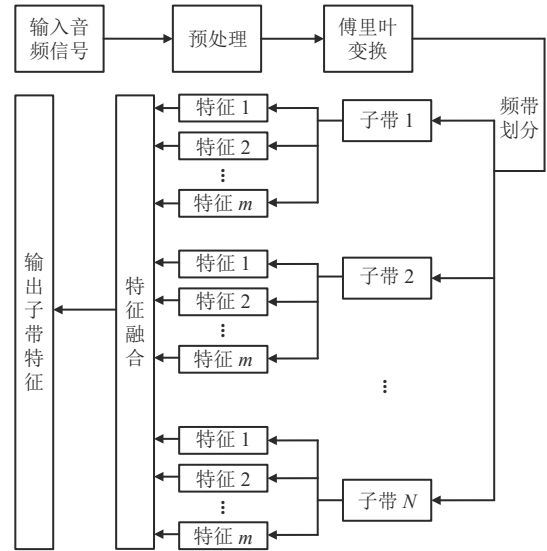 输入音
频信号
预处理
傅里叶
变换
频带
划分
特征 1
特征 2
⋮
特征 m
子带 1
特征 1
特征 2
⋮
特征 m
子带 2
⋮
特征 1
特征 2
⋮
特征 m
子带 N
特征融合
输出子带特征